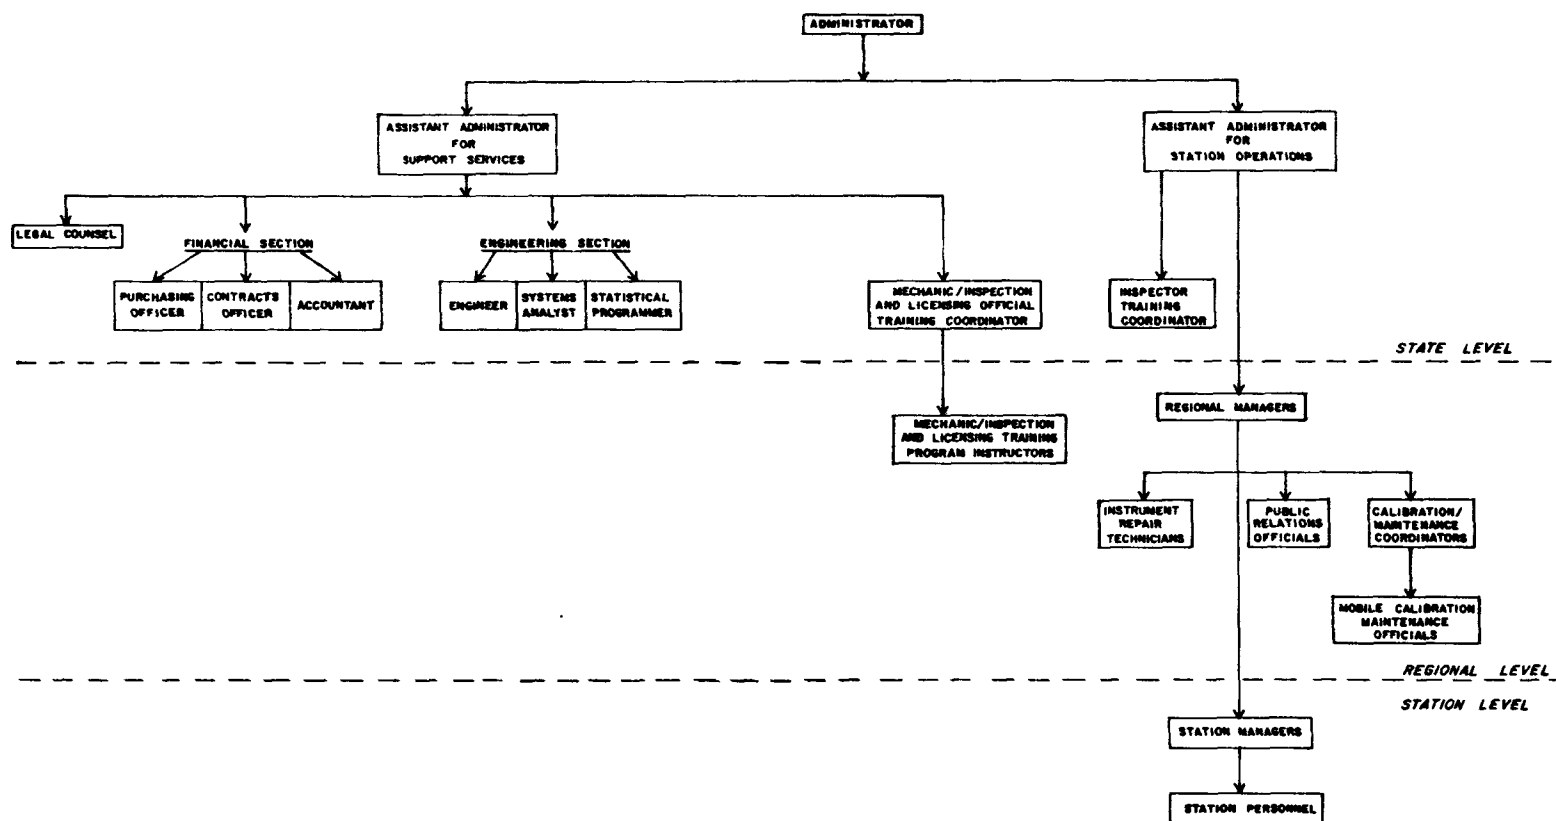 ADMINISTRATOR
ASSISTANT ADMINISTRATOR
FOR
SUPPORT SERVICES
ASSISTANT ADMINISTRATOR
FOR
STATION OPERATIONS
LEGAL COUNSEL
FINANCIAL SECTION
ENGINEERING SECTION
PURCHASING
OFFICER
CONTRACTS
OFFICER
ACCOUNTANT
ENGINEER
SYSTEMS
ANALYST
STATISTICAL
PROGRAMMER
MECHANIC/INSPECTION
AND LICENSING OFFICIAL
TRAINING COORDINATOR
INSPECTOR
TRAINING
COORDINATOR
STATE LEVEL
REGIONAL MANAGERS
MECHANIC/INSPECTION
AND LICENSING TRAINING
PROGRAM INSTRUCTORS
INSTRUMENT
REPAIR
TECHNICIANS
PUBLIC
RELATIONS
OFFICIALS
CALIBRATION/
MAINTENANCE
COORDINATORS
MOBILE CALIBRATION
MAINTENANCE
OFFICIALS
REGIONAL LEVEL
STATION LEVEL
STATION MANAGERS
STATION PERSONNEL